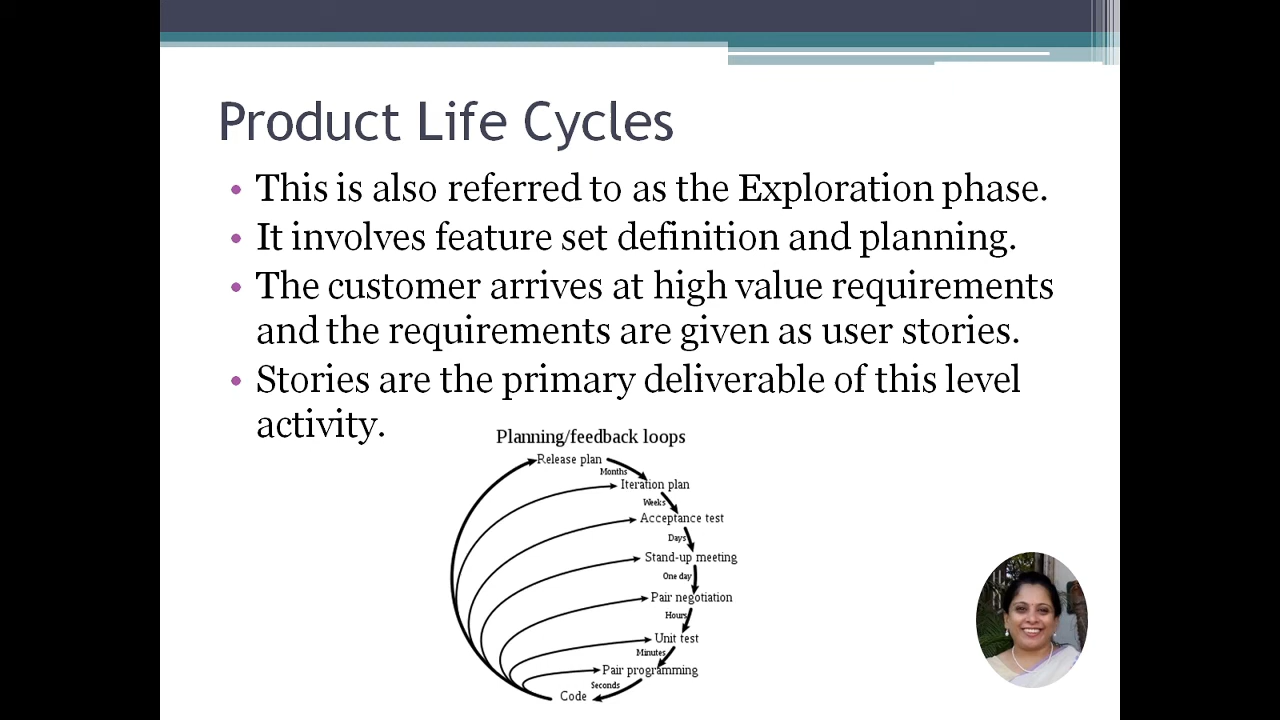 Product Life Cycles
• This is also referred to as the Exploration phase.
• It involves feature set definition and planning.
• The customer arrives at high value requirements
and the requirements are given as user stories.
• Stories are the primary deliverable of this level
activity.
Planning/feedback loops
Release plan
Months
Iteration plan
Weeks
Acceptance test
Days
Stand-up meeting
One day
Pair negotiation
Hours
Unit test
Minutes
Pair programming
Seconds
Code